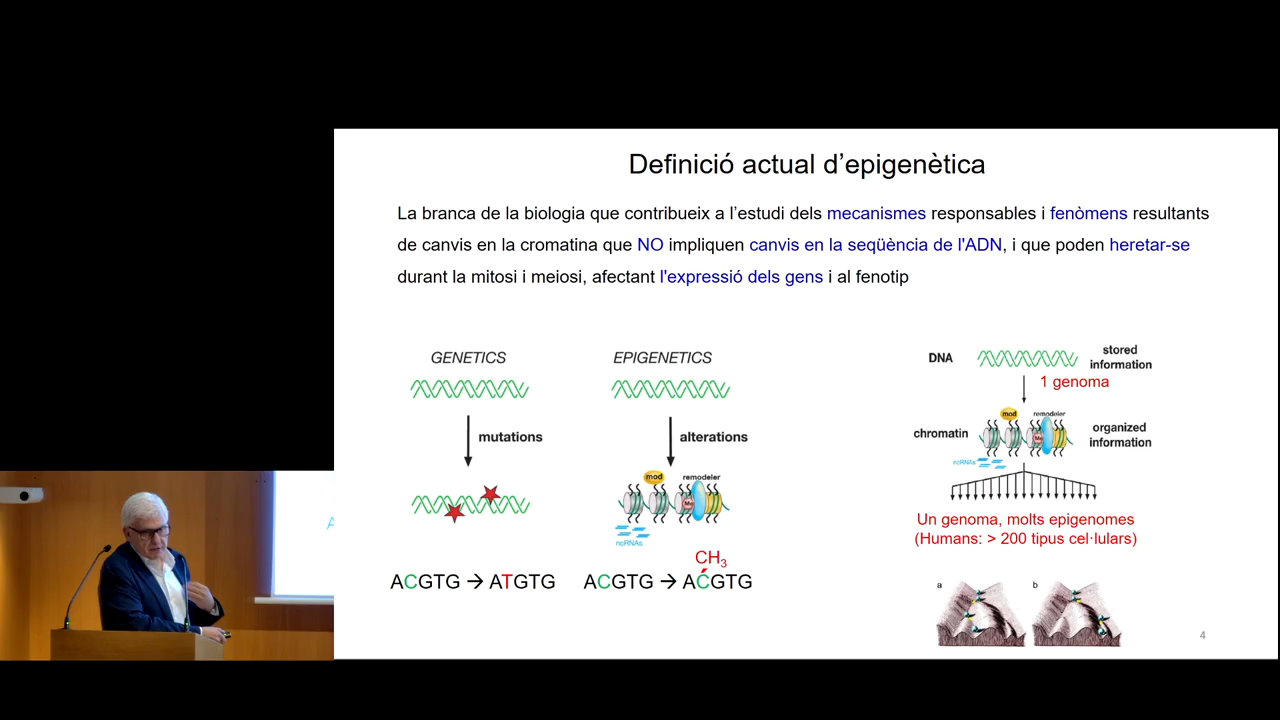 Definició actual d’epigenètica
La branca de la biologia que contribueix a l’estudi dels mecanismes responsables i fenòmens resultants
de canvis en la cromatina que NO impliquen canvis en la seqüència de l'ADN, i que poden heretar-se
durant la mitosi i meiosi, afectant l'expressió dels gens i al fenotip
GENETICS
mutations
ACGTG → ATGTG
EPIGENETICS
alterations
mod
remodeler
Me
ncRNAs
CH3
ACGTG → ACGTG
DNA
stored
information
1 genoma
mod
remodeler
Me
chromatin
organized
information
ncRNAs
Un genoma, molts epigenomes
(Humans: > 200 tipus cel·lulars)
a
b
4
A